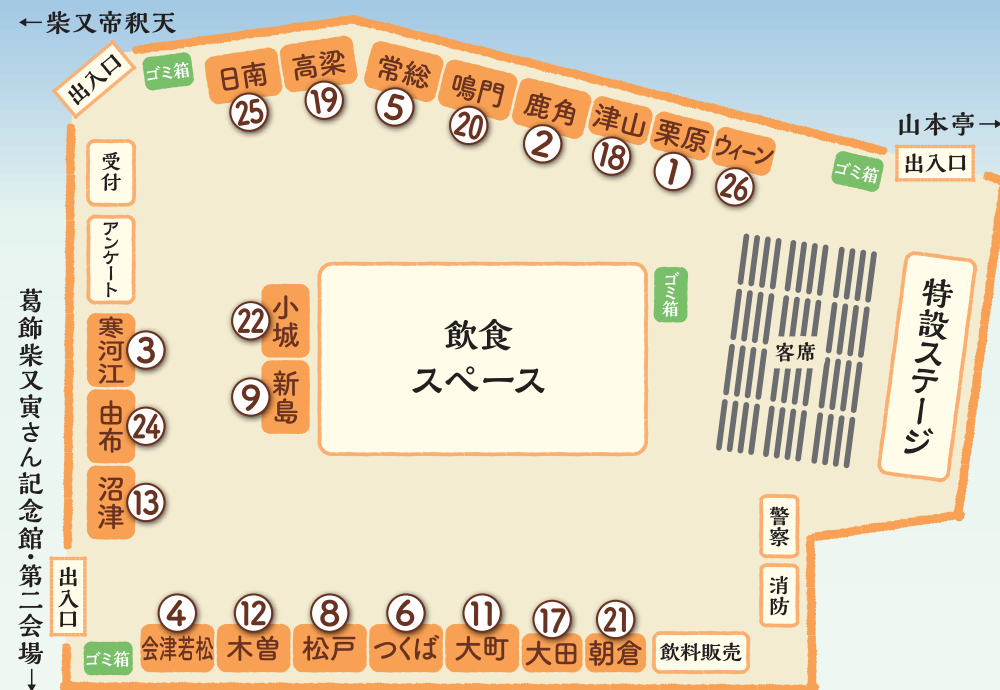 ←柴又帝釈天
出入口
ゴミ箱
日南
25
高梁
19
常総
5
鳴門
20
鹿角
2
津山
18
栗原
1
ウィーン
26
ゴミ箱
山本亭→
出入口
受付
アンケート
寒河江
3
由布
24
沼津
13
小城
22
新島
9
飲食
スペース
ゴミ箱
客席
特設ステージ
警察
消防
葛飾柴又寅さん記念館・第二会場→
出入口
ゴミ箱
4
会津若松
12
木曽
8
松戸
6
つくば
11
大町
17
大田
21
朝倉
飲料販売